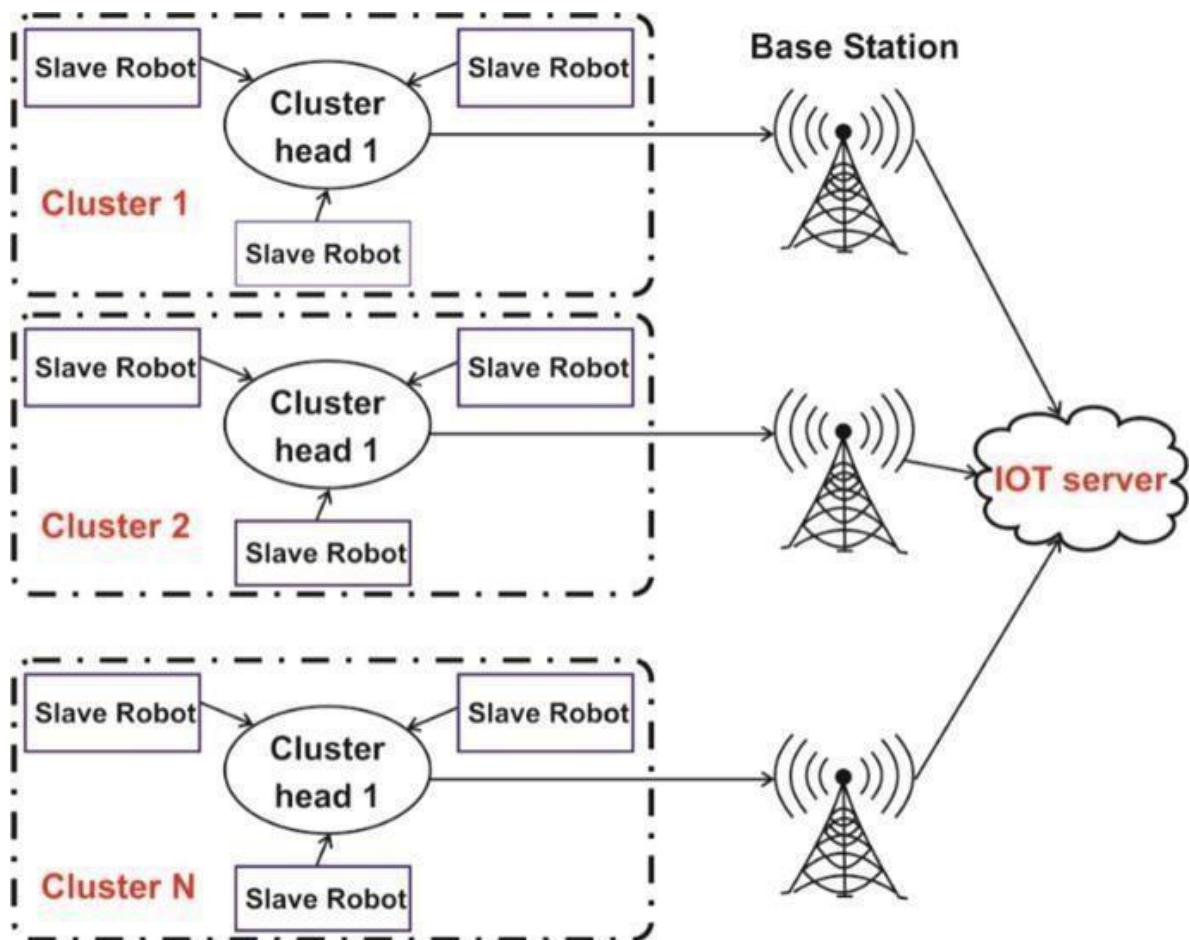 Base Station
Slave Robot
Slave Robot
Cluster
head 1
Cluster 1
Slave Robot
Slave Robot
Slave Robot
Cluster
head 1
IOT server
Cluster 2
Slave Robot
Slave Robot
Slave Robot
Cluster
head 1
Cluster N
Slave Robot